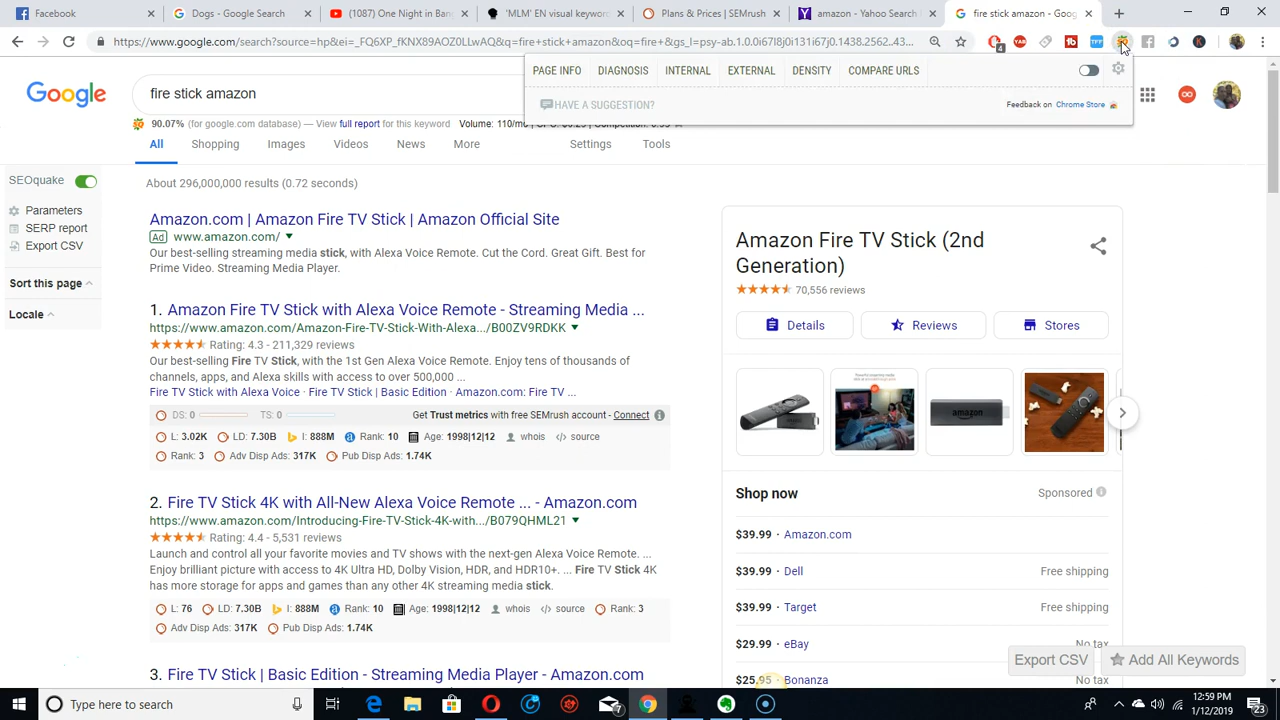 Facebook
Dogs - Google Search
(1087) One Night in Ban
'MLM' EN visual keywo
Plans & Prices | SEMrush
amazon - Yahoo Search
fire stick amazon - Google Sea
https://www.google.com/search?source=hp&ei=_FQ6XP_fKNX89AOZ0LLwAQ&q=fire+stick+amazon&oq=fire+&gs_l=psy-ab.1.0.0i67l8j0i131i67j0.1438.2562..43...
4
PAGE INFO
DIAGNOSIS
INTERNAL
EXTERNAL
DENSITY
COMPARE URLS
HAVE A SUGGESTION?
Feedback on Chrome Store
Google
fire stick amazon
90.07% (for google.com database) — View full report for this keyword
Volume: 110/mo
All
Shopping
Images
Videos
News
More
Settings
Tools
SEOquake
Parameters
SERP report
Export CSV
Sort this page
Locale
About 296,000,000 results (0.72 seconds)
Amazon.com | Amazon Fire TV Stick | Amazon Official Site
Ad www.amazon.com/
Our best-selling streaming media stick, with Alexa Voice Remote. Cut the Cord. Great Gift. Best for
Prime Video. Streaming Media Player.
1. Amazon Fire TV Stick with Alexa Voice Remote - Streaming Media ...
https://www.amazon.com/Amazon-Fire-TV-Stick-With-Alexa.../B00ZV9RDKK
Rating: 4.3 - 211,329 reviews
Our best-selling Fire TV Stick, with the 1st Gen Alexa Voice Remote. Enjoy tens of thousands of
channels, apps, and Alexa skills with access to over 500,000 ...
Fire TV Stick with Alexa Voice · Fire TV Stick | Basic Edition · Amazon.com: Fire TV ...
DS: 0
TS: 0
Get Trust metrics with free SEMrush account - Connect
L: 3.02K LD: 7.30B I: 888M Rank: 10 Age: 1998|12|12 whois </> source
Rank: 3 Adv Disp Ads: 317K Pub Disp Ads: 1.74K
2. Fire TV Stick 4K with All-New Alexa Voice Remote ... - Amazon.com
https://www.amazon.com/Introducing-Fire-TV-Stick-4K-with.../B079QHML21
Rating: 4.4 - 5,531 reviews
Launch and control all your favorite movies and TV shows with the next-gen Alexa Voice Remote. ...
Enjoy brilliant picture with access to 4K Ultra HD, Dolby Vision, HDR, and HDR10+. ... Fire TV Stick 4K
has more storage for apps and games than any other 4K streaming media stick.
L: 76 LD: 7.30B I: 888M Rank: 10 Age: 1998|12|12 whois </> source Rank: 3
Adv Disp Ads: 317K Pub Disp Ads: 1.74K
3. Fire TV Stick | Basic Edition - Streaming Media Player - Amazon.com
Amazon Fire TV Stick (2nd
Generation)
70,556 reviews
Details
Reviews
Stores
amazon
Shop now
Sponsored
$39.99 · Amazon.com
$39.99 · Dell
Free shipping
$39.99 · Target
Free shipping
$29.99 · eBay
No tax
$25.95 · Bonanza
No tax
Export CSV
Add All Keywords
Type here to search
7
12:59 PM
1/12/2019
23